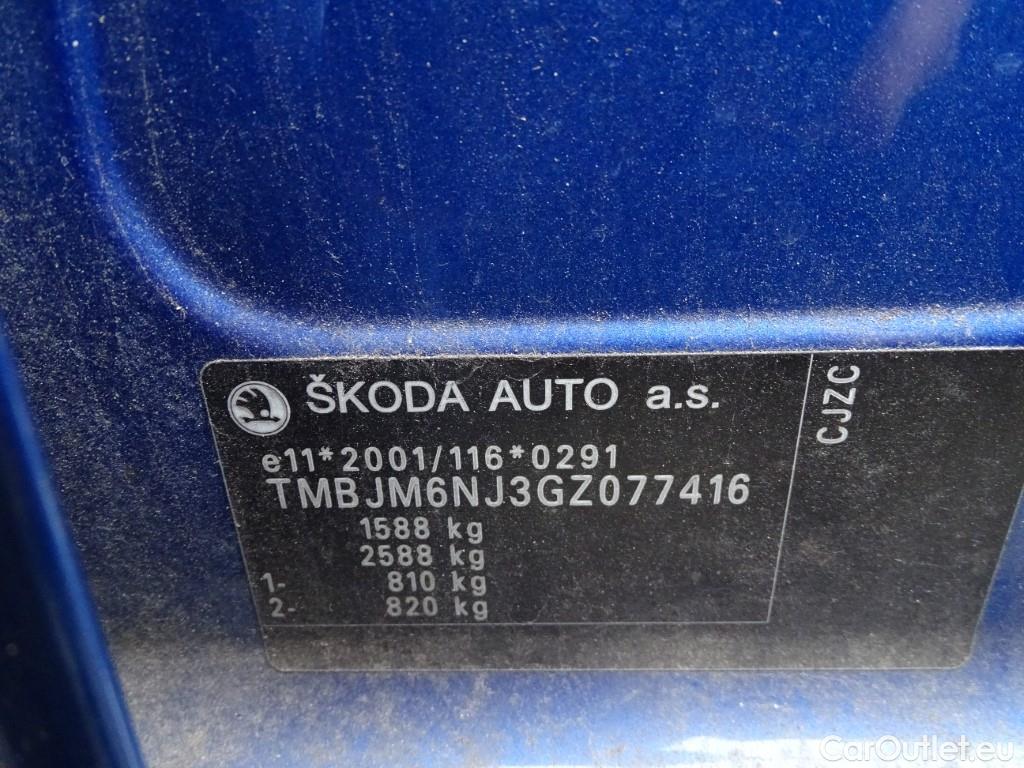 ŠKODA AUTO a.s.
e11*2001/116*0291
TMBJM6NJ3GZ077416
1588 kg
2588 kg
1- 810 kg
2- 820 kg
CJZC
CarOutlet.eu